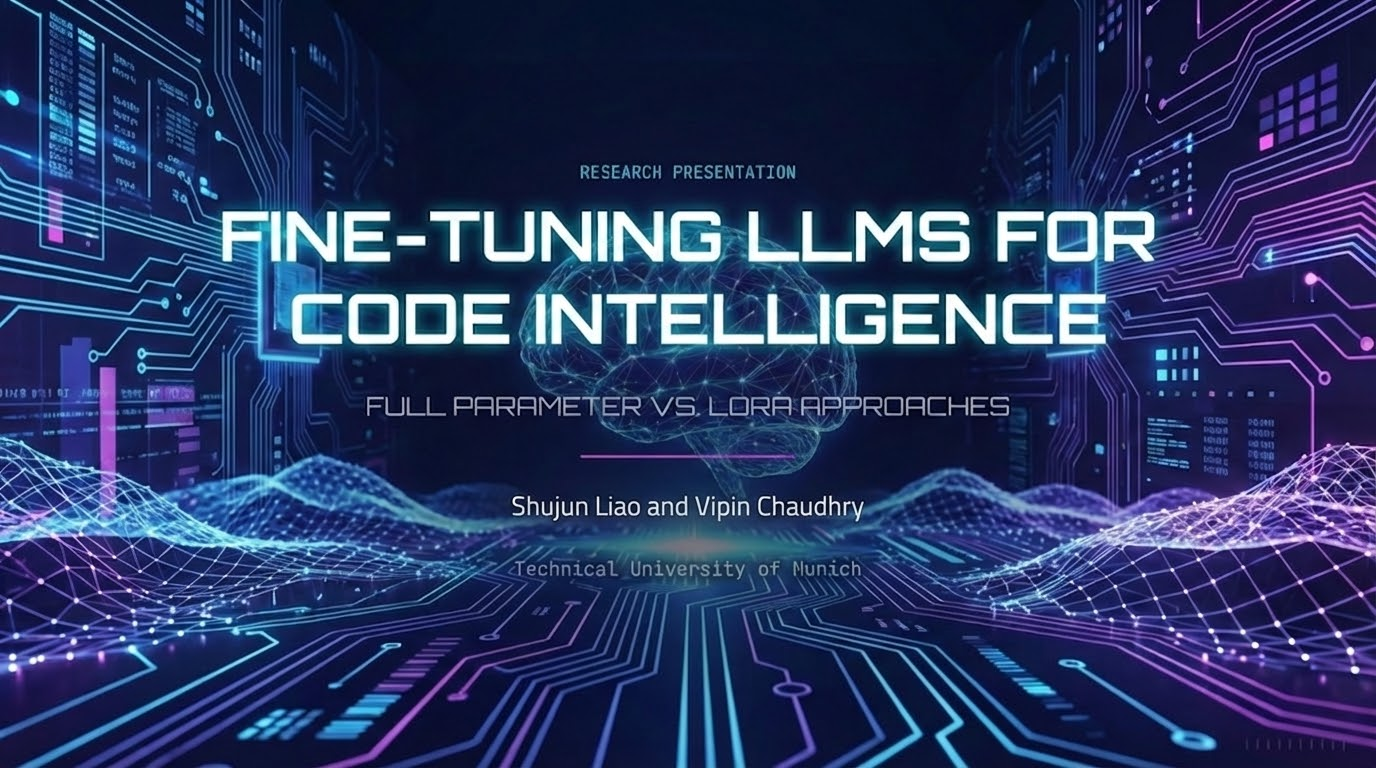 RESEARCH PRESENTATION
FINE-TUNING LLMS FOR
CODE INTELLIGENCE
FULL PARAMETER VS. LORA APPROACHES
Shujun Liao and Vipin Chaudhry
Technical University of Munich